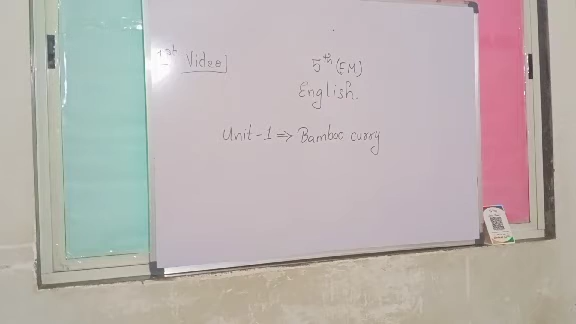 1st Video
5th (EM)
English.
Unit-1 ⇒ Bamboo curry